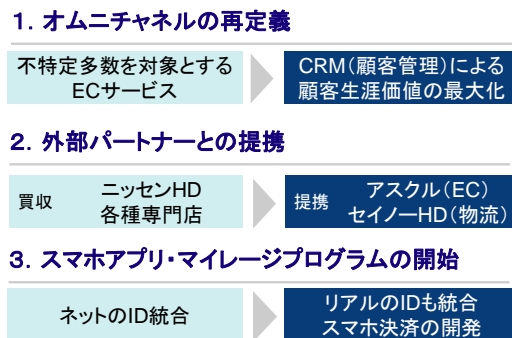 １．オムニチャネルの再定義
不特定多数を対象とする
ECサービス
CRM（顧客管理）による
顧客生涯価値の最大化
２．外部パートナーとの提携
買収
ニッセンHD
各種専門店
提携
アスクル（EC）
セイノーHD（物流）
３．スマホアプリ・マイレージプログラムの開始
ネットのID統合
リアルのIDも統合
スマホ決済の開発